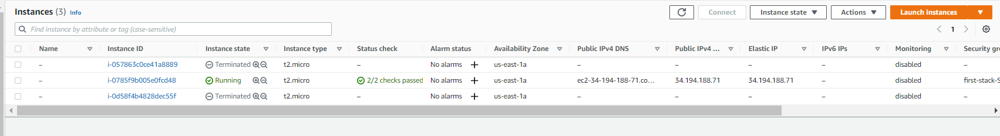 Instances (3) Info Connect Instance state Actions Launch instances
Find instance by attribute or tag (case-sensitive) 1
Name Instance ID Instance state Instance type Status check Alarm status Availability Zone Public IPv4 DNS Public IPv4 ... Elastic IP IPv6 IPs Monitoring Security gr
– i-057863c0ce41a8889 Terminated t2.micro – No alarms + us-east-1a – – – – disabled –
– i-0785f9b005e0fcd48 Running t2.micro 2/2 checks passed No alarms + us-east-1a ec2-34-194-188-71.co... 34.194.188.71 34.194.188.71 – disabled first-stack-S
– i-0d58f4b4828dec55f Terminated t2.micro – No alarms + us-east-1a – – – – disabled –